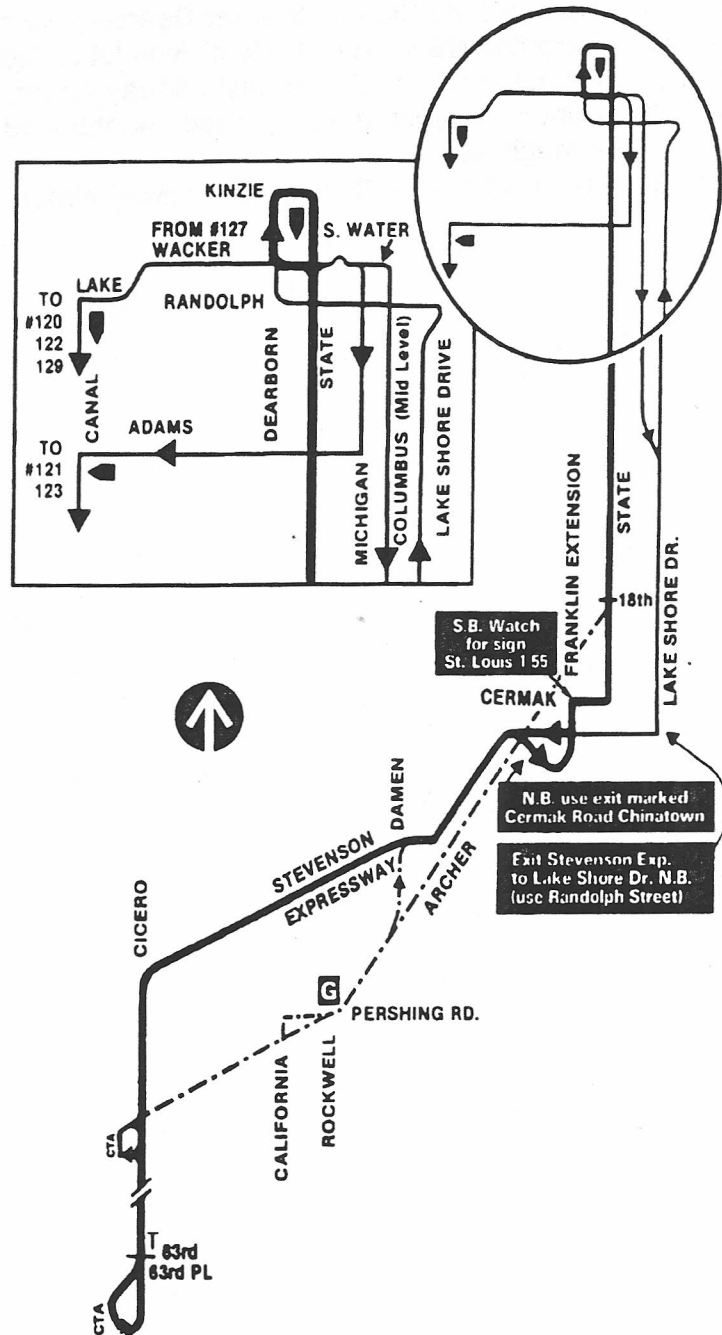 KINZIE
FROM #127
WACKER
S. WATER
LAKE
TO
#120
122
129
RANDOLPH
CANAL
DEARBORN
STATE
MICHIGAN
COLUMBUS (Mid Level)
LAKE SHORE DRIVE
ADAMS
TO
#121
123
FRANKLIN EXTENSION
STATE
LAKE SHORE DR.
18th
S.B. Watch
for sign
St. Louis I 55
CERMAK
N.B. use exit marked
Cermak Road Chinatown
Exit Stevenson Exp.
to Lake Shore Dr. N.B.
(use Randolph Street)
DAMEN
STEVENSON
EXPRESSWAY
ARCHER
CICERO
G
PERSHING RD.
CALIFORNIA
ROCKWELL
CTA
T
63rd
63rd PL
CTA